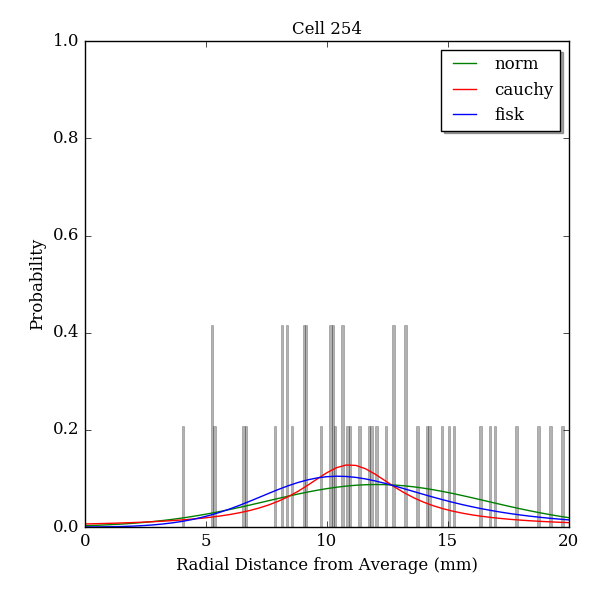 Cell 254
1.0
0.8
0.6
0.4
0.2
0.0
Probability
norm
cauchy
fisk
0 5 10 15 20
Radial Distance from Average (mm)